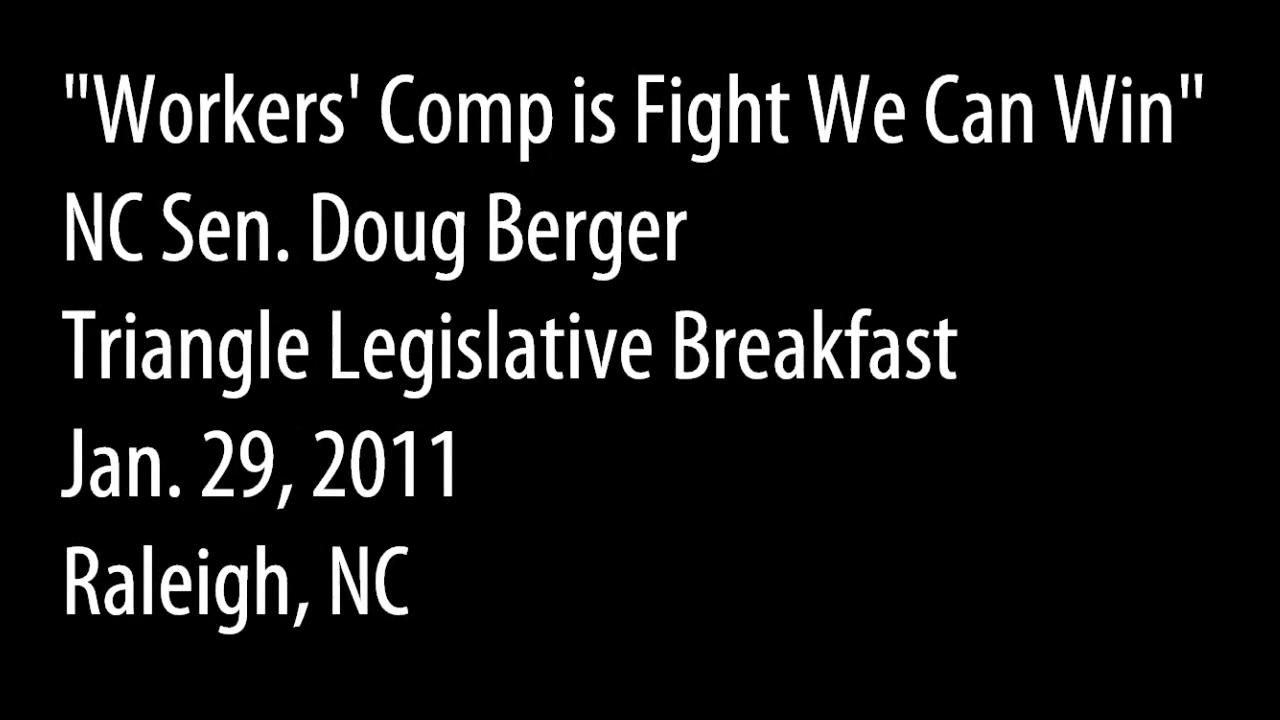 "Workers' Comp is Fight We Can Win"
NC Sen. Doug Berger
Triangle Legislative Breakfast
Jan. 29, 2011
Raleigh, NC